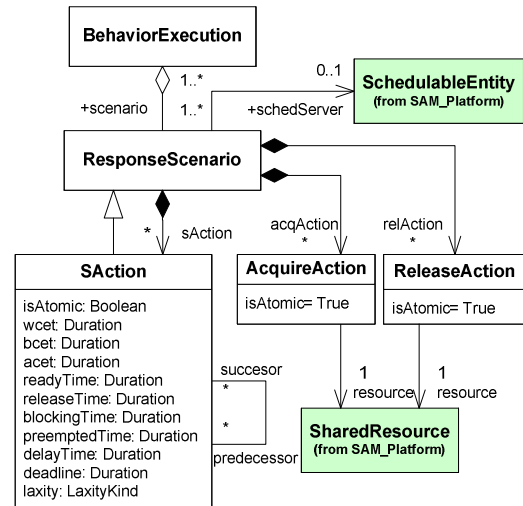 BehaviorExecution
1..*
0..1
SchedulableEntity
(from SAM_Platform)
+scenario
1..*
+schedServer
ResponseScenario
*
sAction
acqAction
*
relAction
*
SAction
AcquireAction
ReleaseAction
isAtomic: Boolean
isAtomic= True
isAtomic= True
wcet: Duration
bcet: Duration
acet: Duration
readyTime: Duration
releaseTime: Duration
blockingTime: Duration
preemptedTime: Duration
delayTime: Duration
deadline: Duration
laxity: LaxityKind
succesor
*
*
predecessor
1
resource
1
resource
SharedResource
(from SAM_Platform)